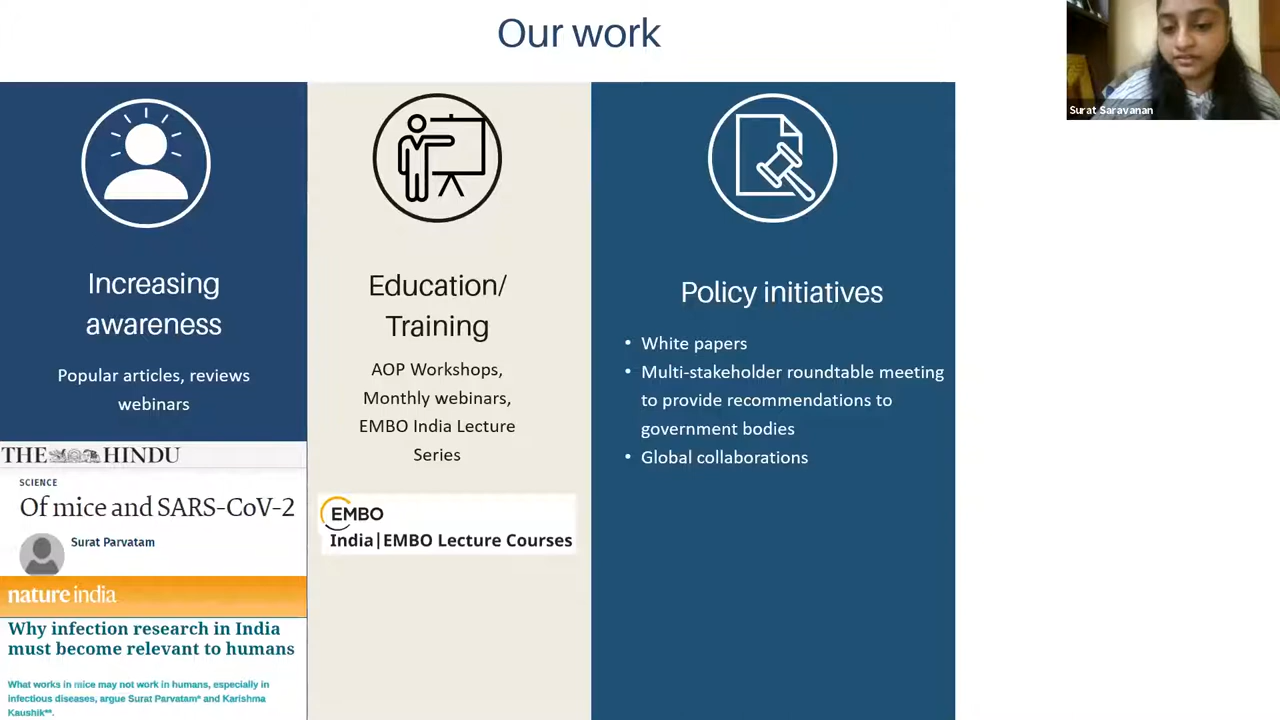 Our work
Surat Saravanan
Increasing
awareness
Popular articles, reviews
webinars
THE HINDU
SCIENCE
Of mice and SARS-CoV-2
Surat Parvatam
nature india
Why infection research in India
must become relevant to humans
What works in mice may not work in humans, especially in
infectious diseases, argue Surat Parvatam* and Karishma
Kaushik**.
Education/
Training
AOP Workshops,
Monthly webinars,
EMBO India Lecture
Series
EMBO
India|EMBO Lecture Courses
Policy initiatives
• White papers
• Multi-stakeholder roundtable meeting
to provide recommendations to
government bodies
• Global collaborations